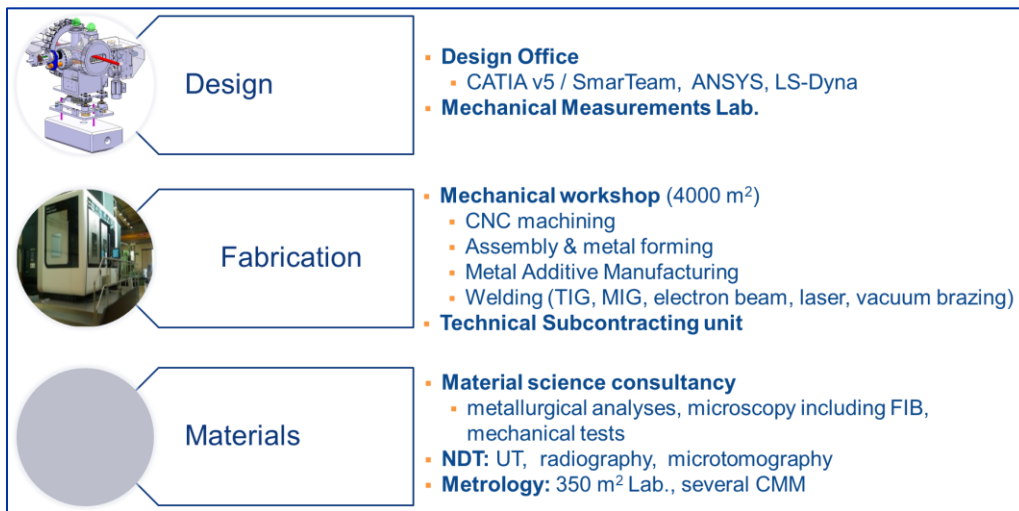 Design
Design Office
CATIA v5 / SmarTeam, ANSYS, LS-Dyna
Mechanical Measurements Lab.
Fabrication
Mechanical workshop (4000 m²)
CNC machining
Assembly & metal forming
Metal Additive Manufacturing
Welding (TIG, MIG, electron beam, laser, vacuum brazing)
Technical Subcontracting unit
Materials
Material science consultancy
metallurgical analyses, microscopy including FIB,
mechanical tests
NDT: UT, radiography, microtomography
Metrology: 350 m² Lab., several CMM